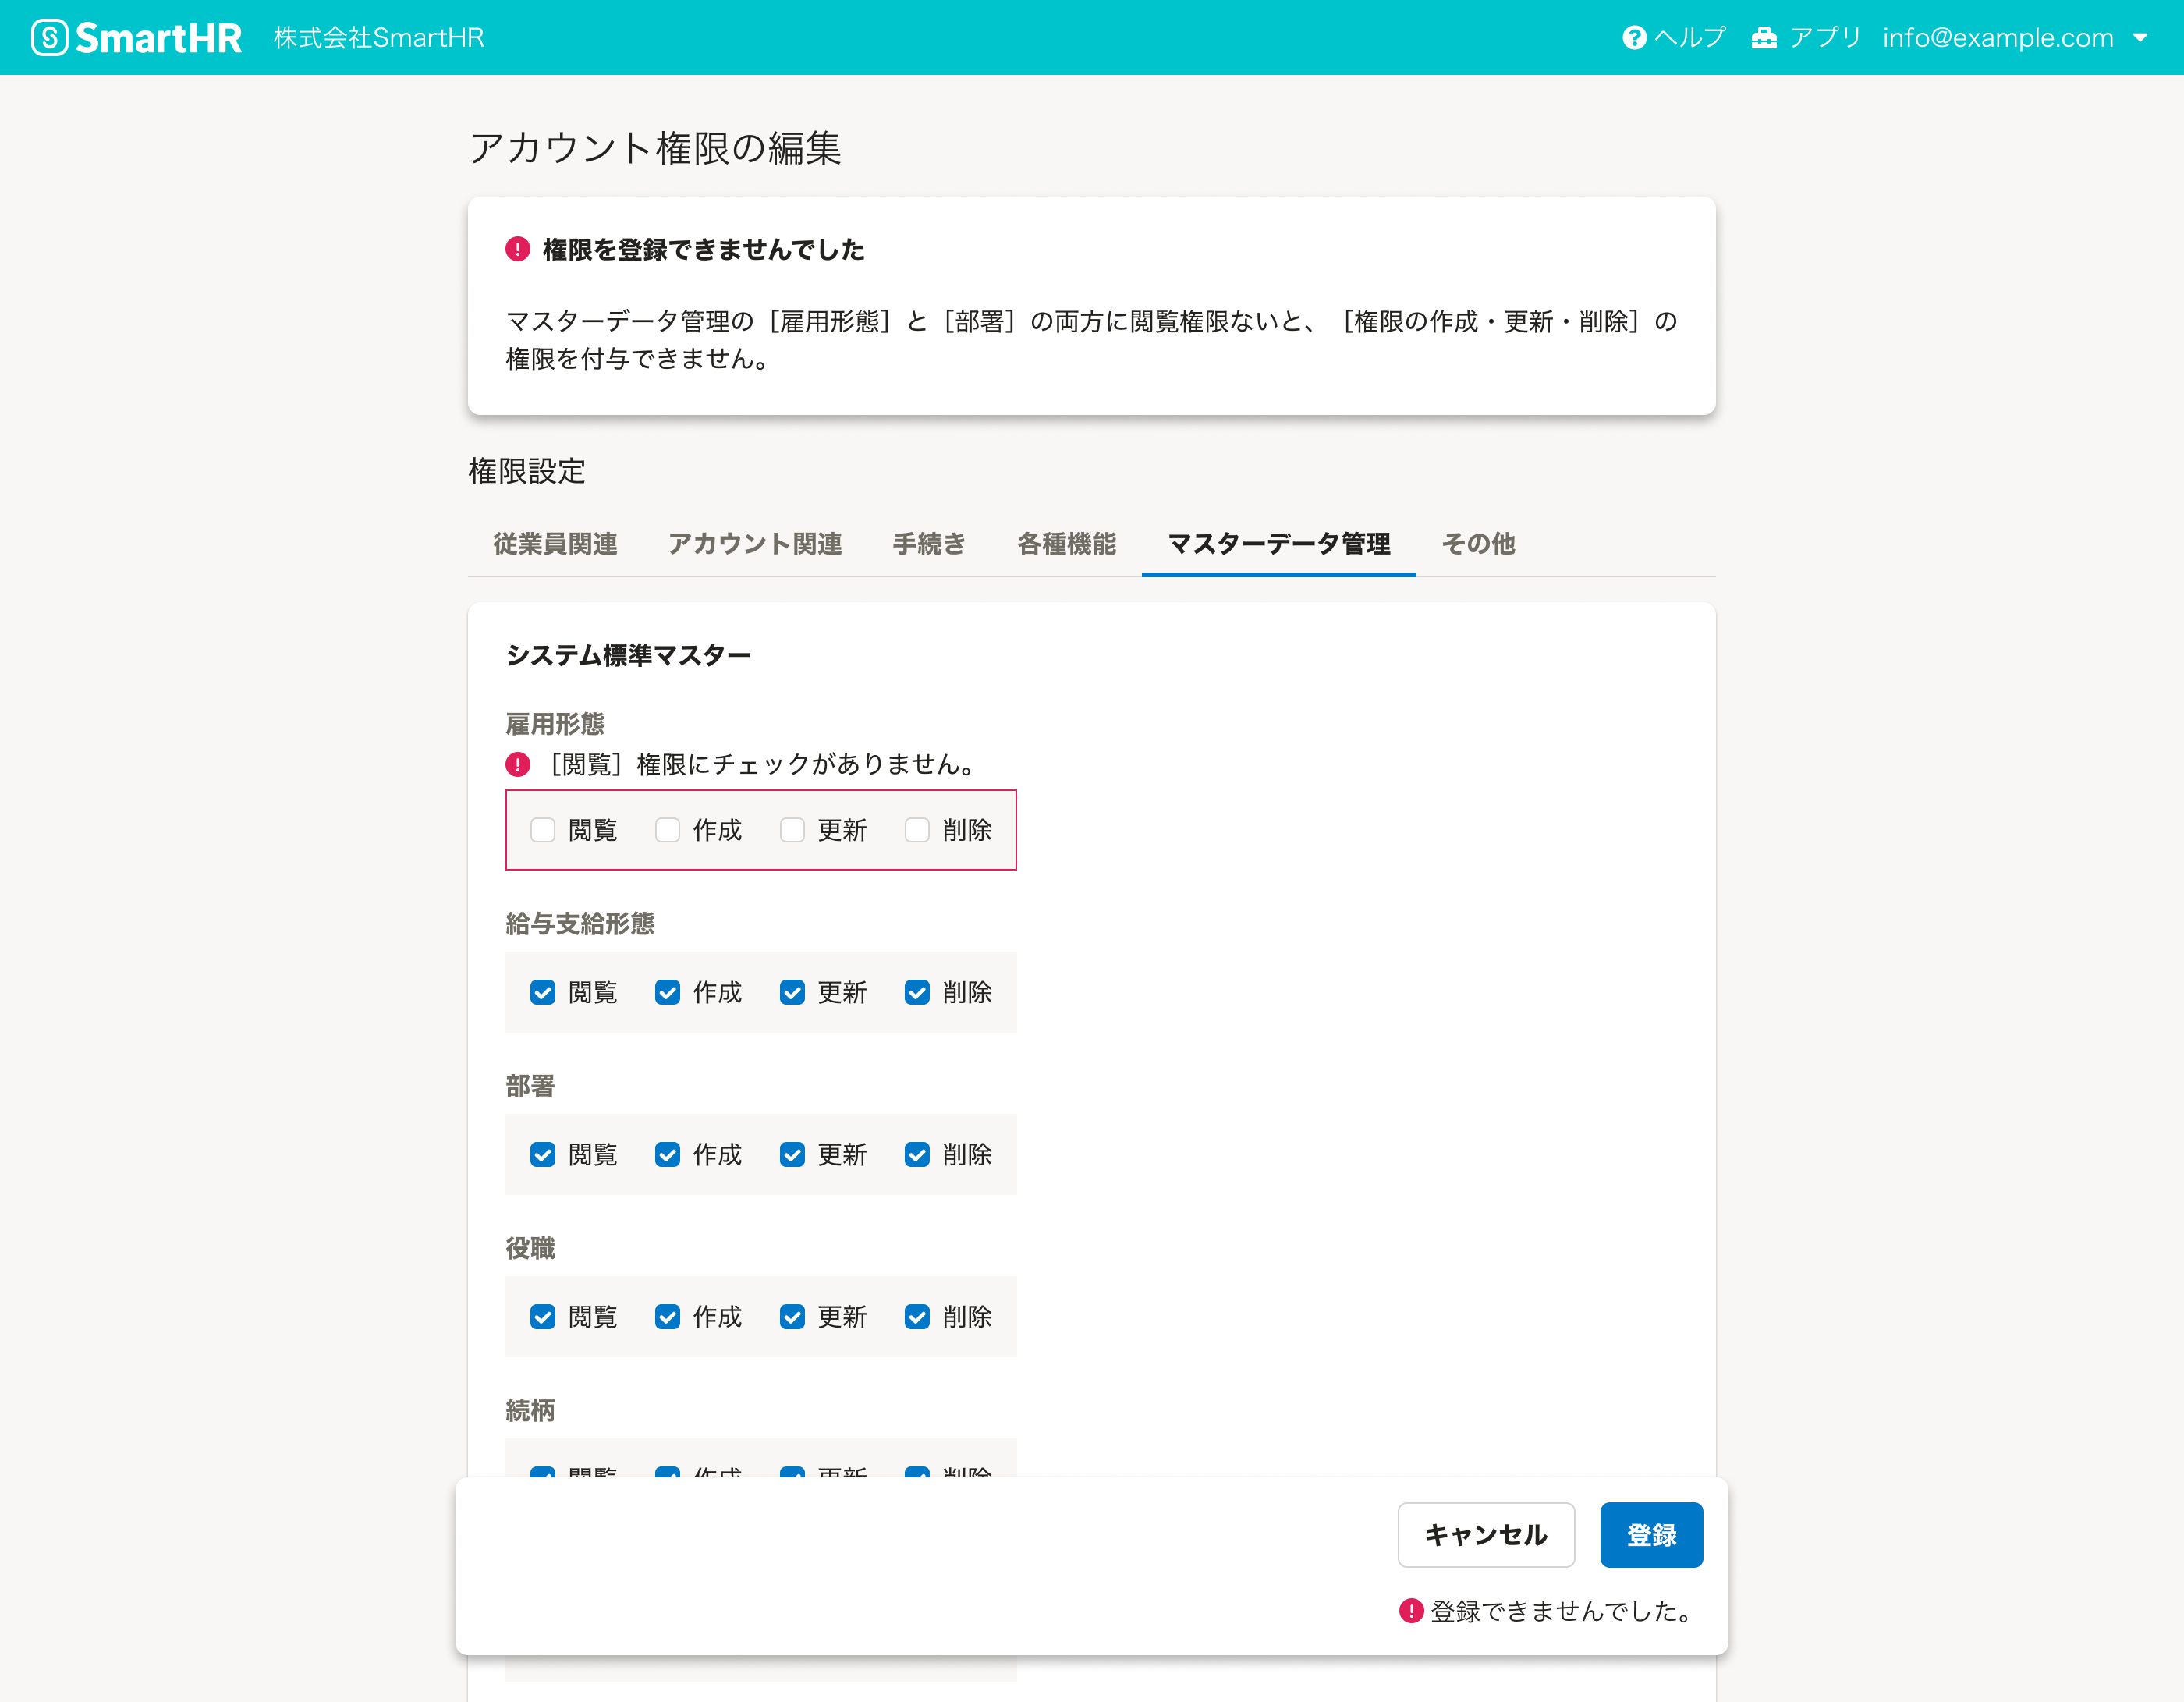 SmartHR 株式会社SmartHR ヘルプ アプリ info@example.com
アカウント権限の編集
権限を登録できませんでした
マスターデータ管理の［雇用形態］と［部署］の両方に閲覧権限ないと、［権限の作成・更新・削除］の
権限を付与できません。
権限設定
従業員関連 アカウント関連 手続き 各種機能 マスターデータ管理 その他
システム標準マスター
雇用形態
［閲覧］権限にチェックがありません。
閲覧 作成 更新 削除
給与支給形態
閲覧 作成 更新 削除
部署
閲覧 作成 更新 削除
役職
閲覧 作成 更新 削除
続柄
閲覧 作成 更新 削除
キャンセル 登録
登録できませんでした。